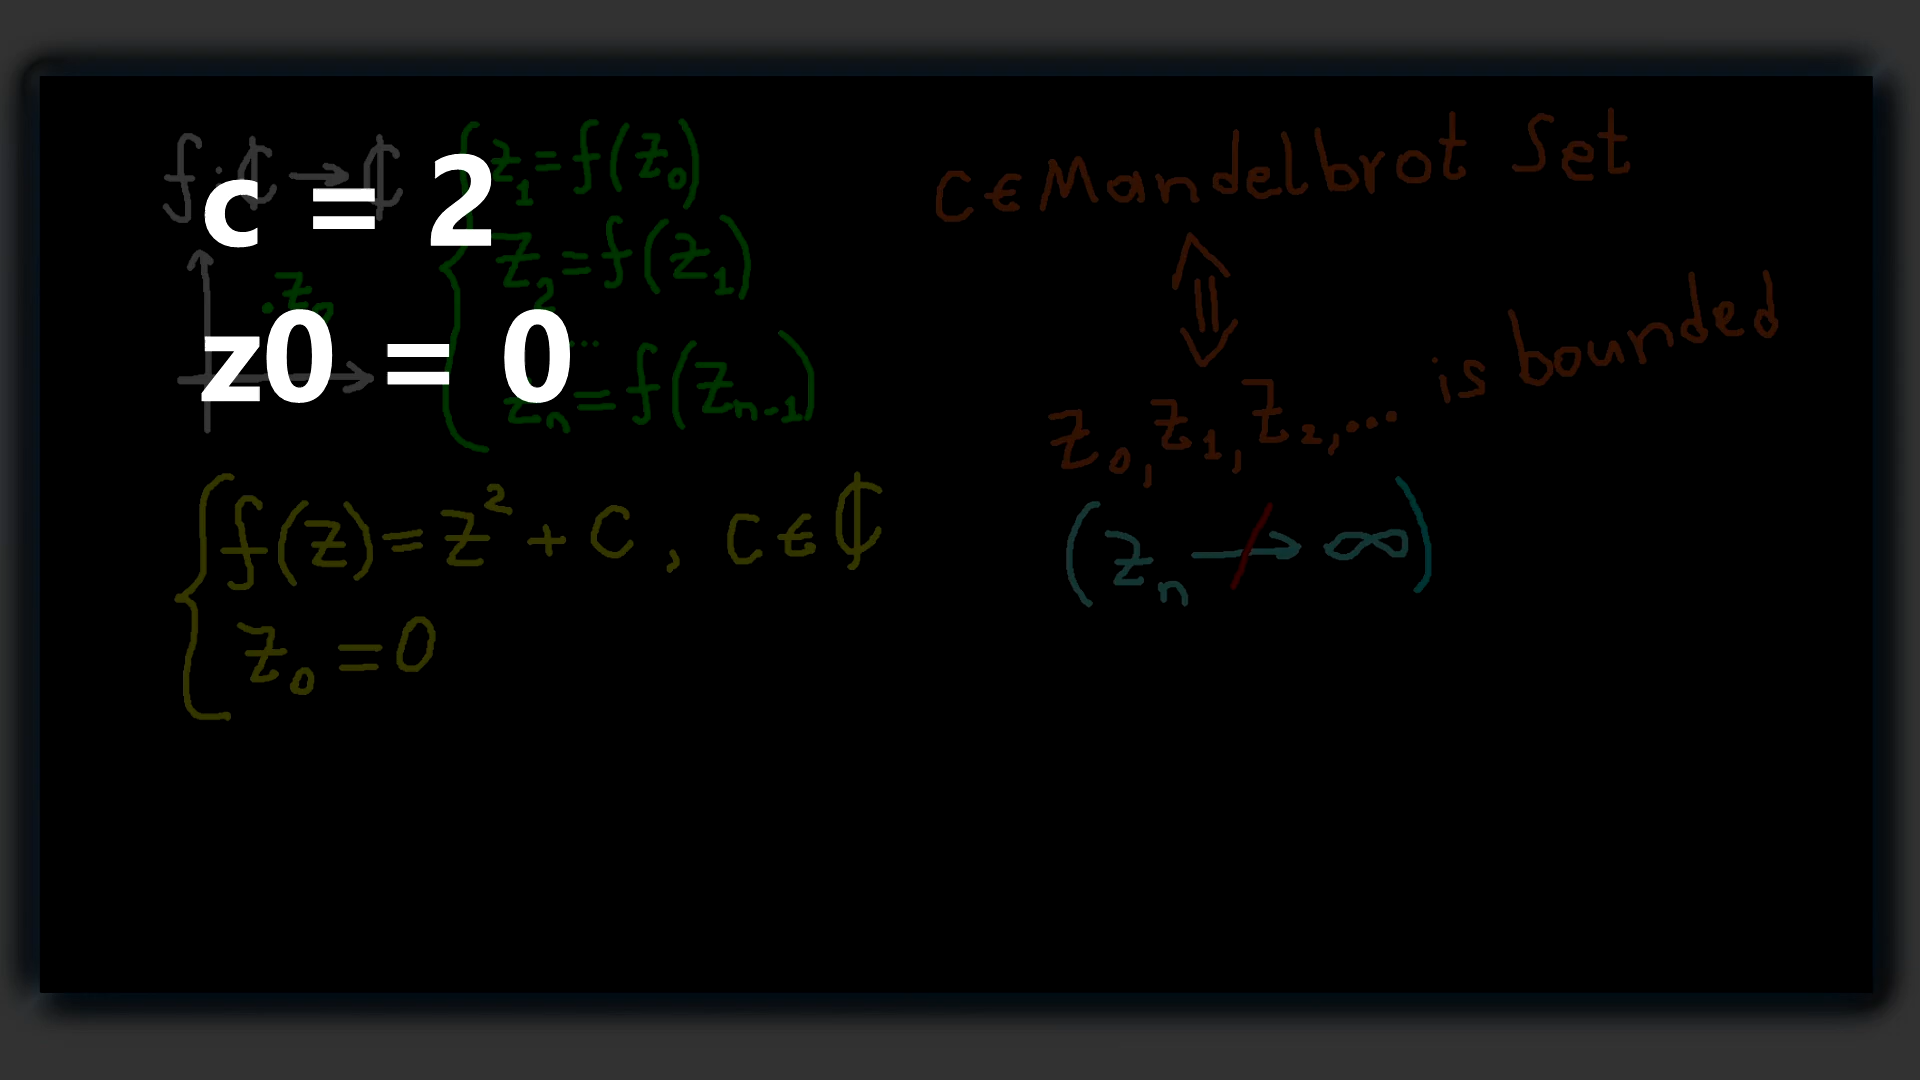 c = 2
z0 = 0
f: ℂ → ℂ
.z₀
z₁ = f(z₀)
z₂ = f(z₁)
...
zₙ = f(zₙ₋₁)
f(z) = z² + c , c ∈ ℂ
z₀ = 0
c ∈ Mandelbrot Set
⇕
z₀, z₁, z₂, ... is bounded
(zₙ ↛ ∞)